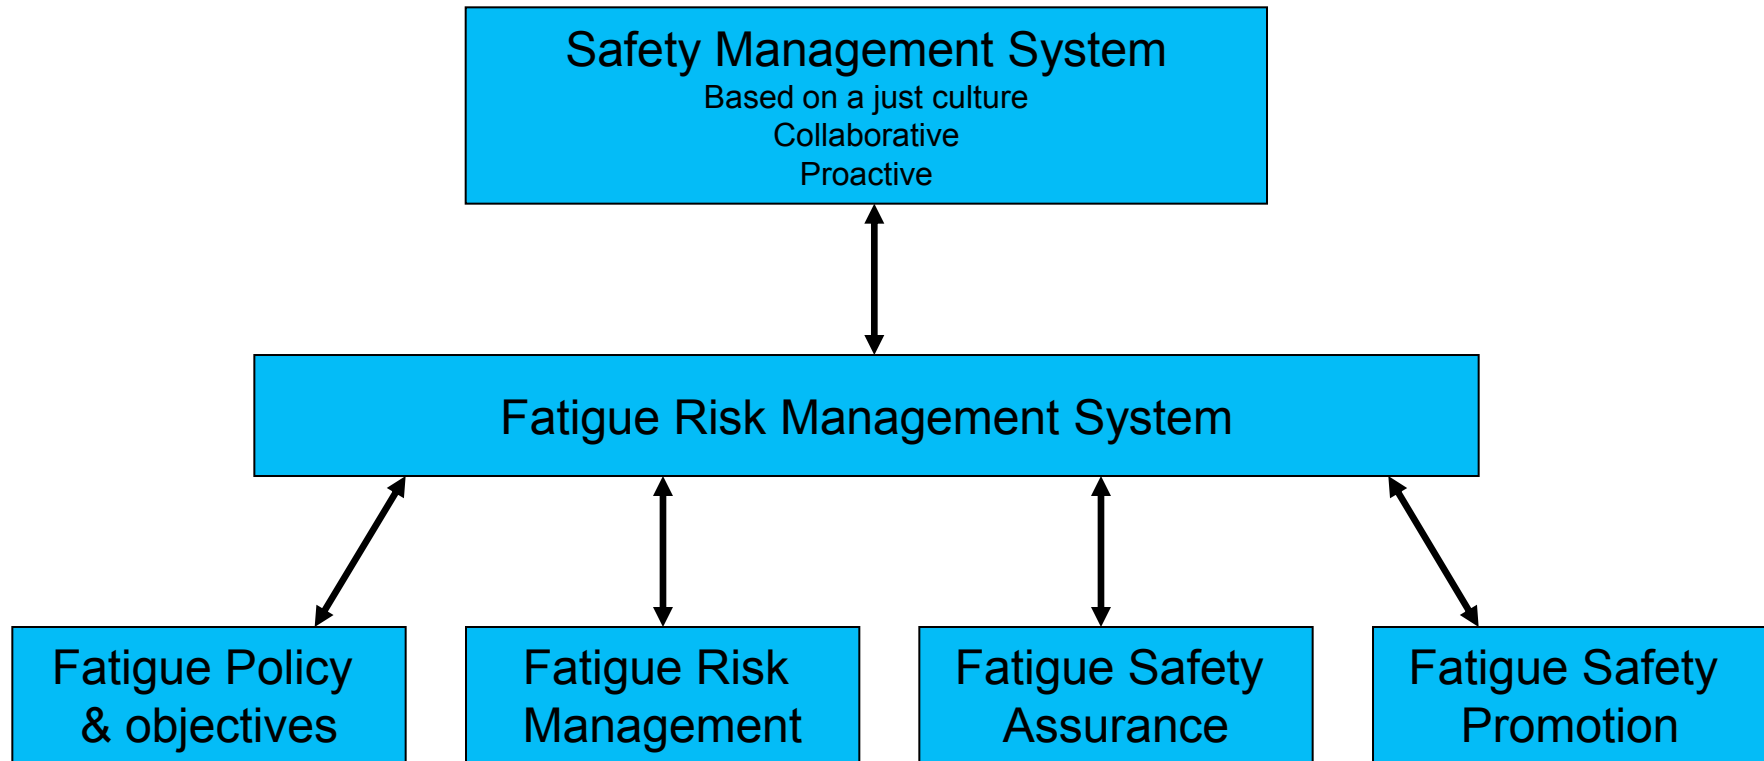 Safety Management System
Based on a just culture
Collaborative
Proactive
Fatigue Risk Management System
Fatigue Policy
& objectives
Fatigue Risk
Management
Fatigue Safety
Assurance
Fatigue Safety
Promotion